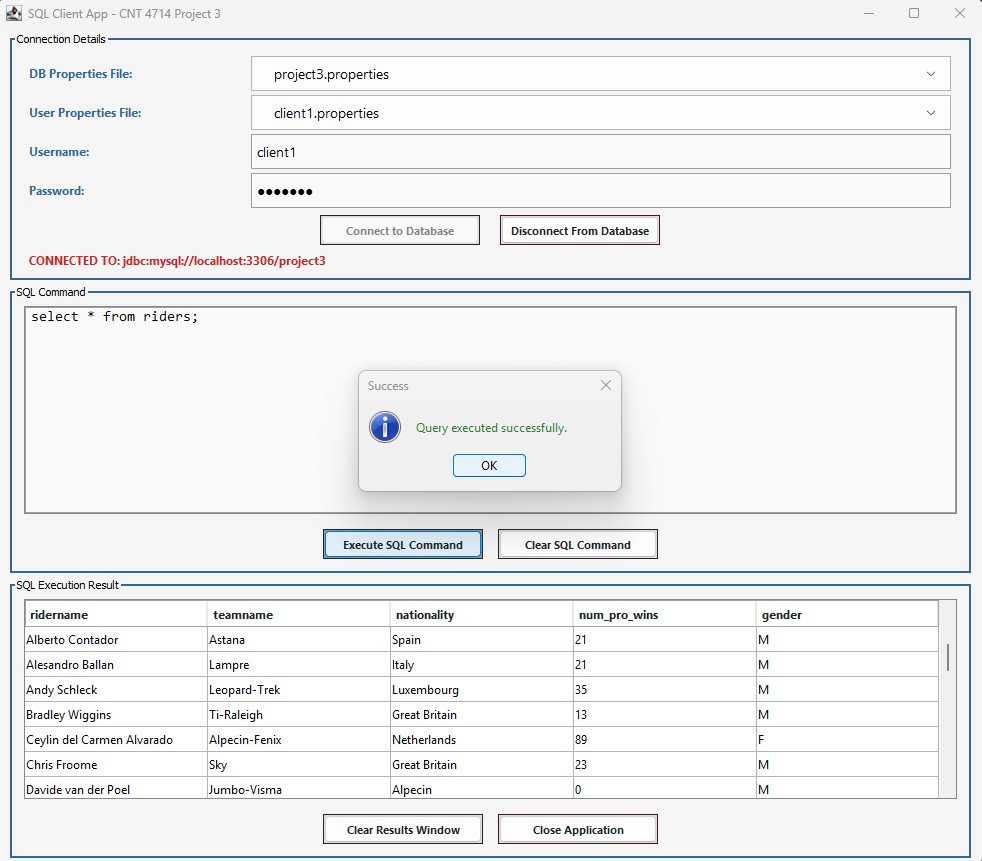 SQL Client App - CNT 4714 Project 3
Connection Details
DB Properties File: project3.properties
User Properties File: client1.properties
Username: client1
Password: •••••••
Connect to Database Disconnect From Database
CONNECTED TO: jdbc:mysql://localhost:3306/project3
SQL Command
select * from riders;
Success
Query executed successfully.
OK
Execute SQL Command Clear SQL Command
SQL Execution Result
ridername teamname nationality num_pro_wins gender
Alberto Contador Astana Spain 21 M
Alesandro Ballan Lampre Italy 21 M
Andy Schleck Leopard-Trek Luxembourg 35 M
Bradley Wiggins Ti-Raleigh Great Britain 13 M
Ceylin del Carmen Alvarado Alpecin-Fenix Netherlands 89 F
Chris Froome Sky Great Britain 23 M
Davide van der Poel Jumbo-Visma Alpecin 0 M
Clear Results Window Close Application